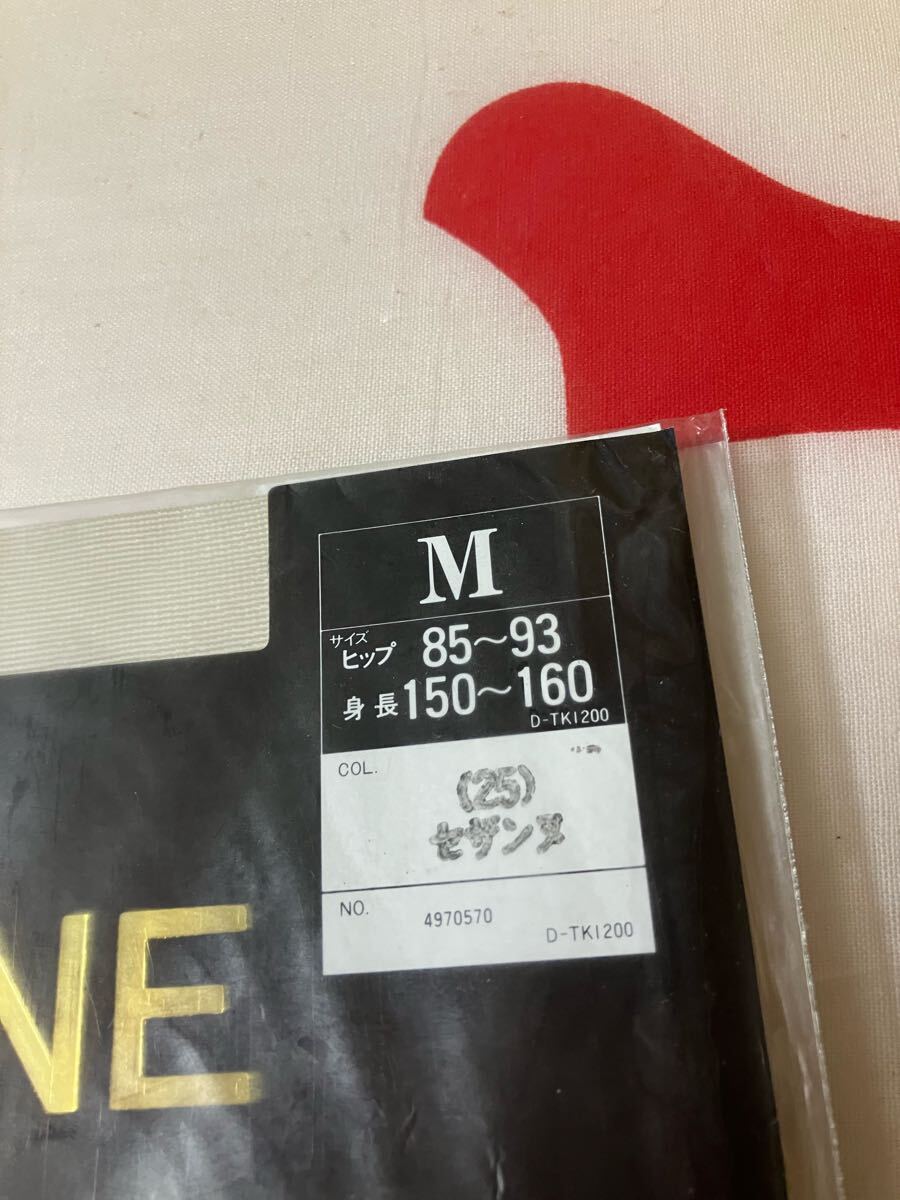 M
サイズ
ヒップ 85～93
身長 150～160
D-TK1200
COL.
(25)
セザンヌ
NO. 4970570
D-TK1200
NE